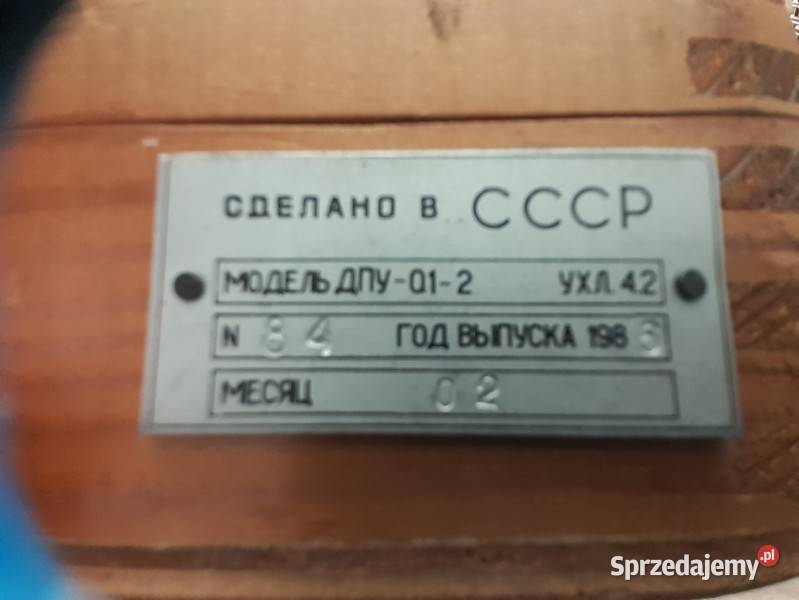 СДЕЛАНО В СССР
МОДЕЛЬ ДПУ-01-2 УХЛ. 4.2
N 84 ГОД ВЫПУСКА 1986
МЕСЯЦ 02
Sprzedajemy.pl